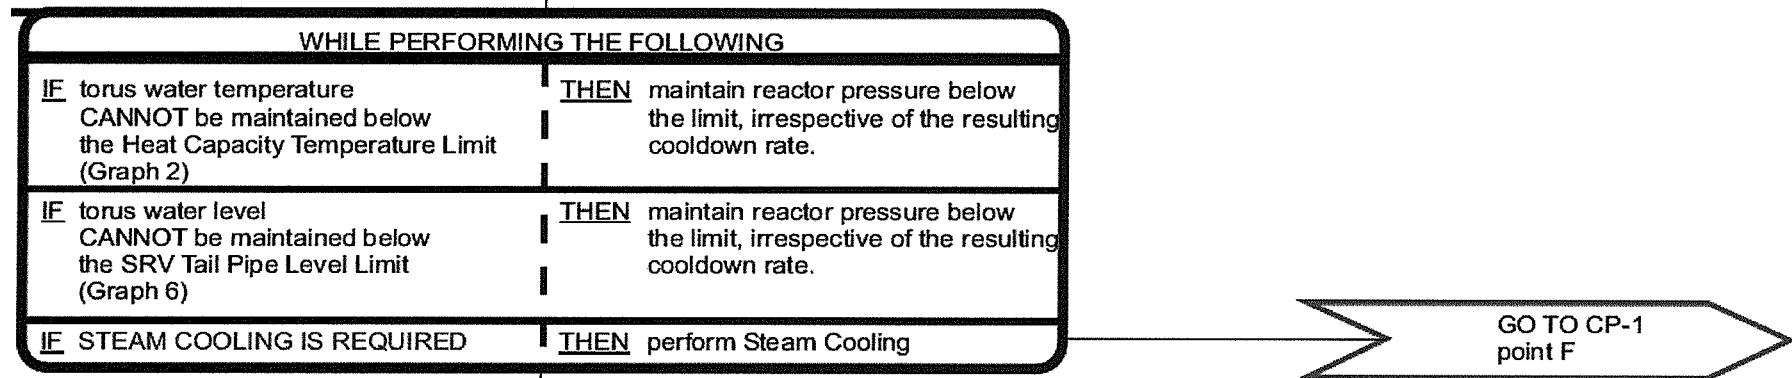 WHILE PERFORMING THE FOLLOWING
IF torus water temperature
CANNOT be maintained below
the Heat Capacity Temperature Limit
(Graph 2)
THEN maintain reactor pressure below
the limit, irrespective of the resulting
cooldown rate.
IF torus water level
CANNOT be maintained below
the SRV Tail Pipe Level Limit
(Graph 6)
THEN maintain reactor pressure below
the limit, irrespective of the resulting
cooldown rate.
IF STEAM COOLING IS REQUIRED
THEN perform Steam Cooling
GO TO CP-1
point F